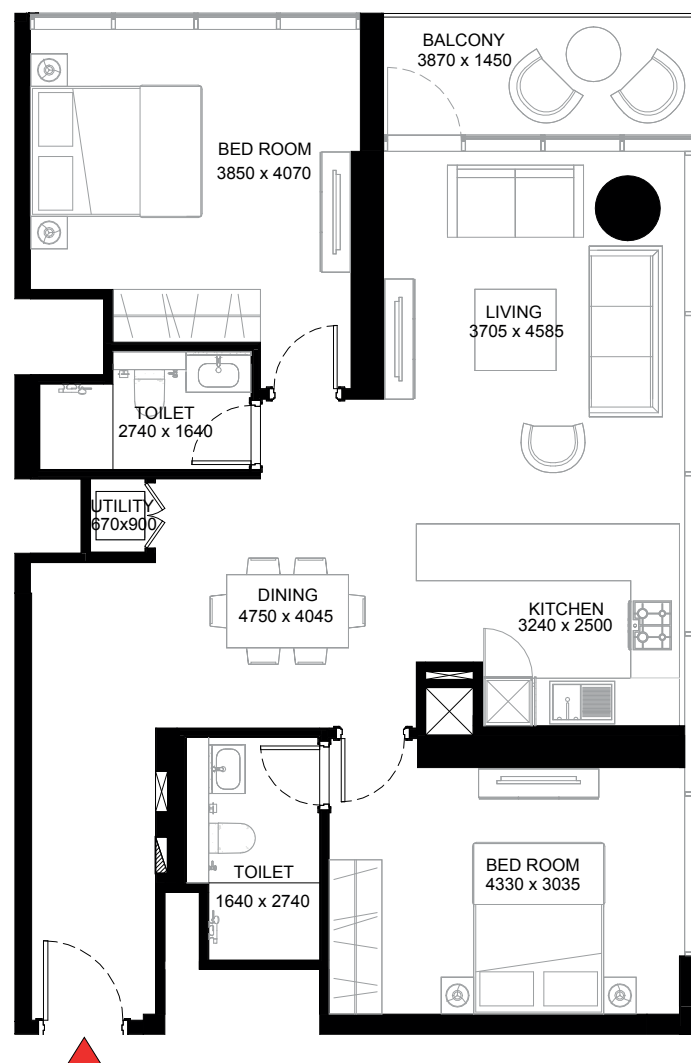 BALCONY
3870 x 1450
BED ROOM
3850 x 4070
LIVING
3705 x 4585
TOILET
2740 x 1640
UTILITY
670x900
DINING
4750 x 4045
KITCHEN
3240 x 2500
TOILET
1640 x 2740
BED ROOM
4330 x 3035